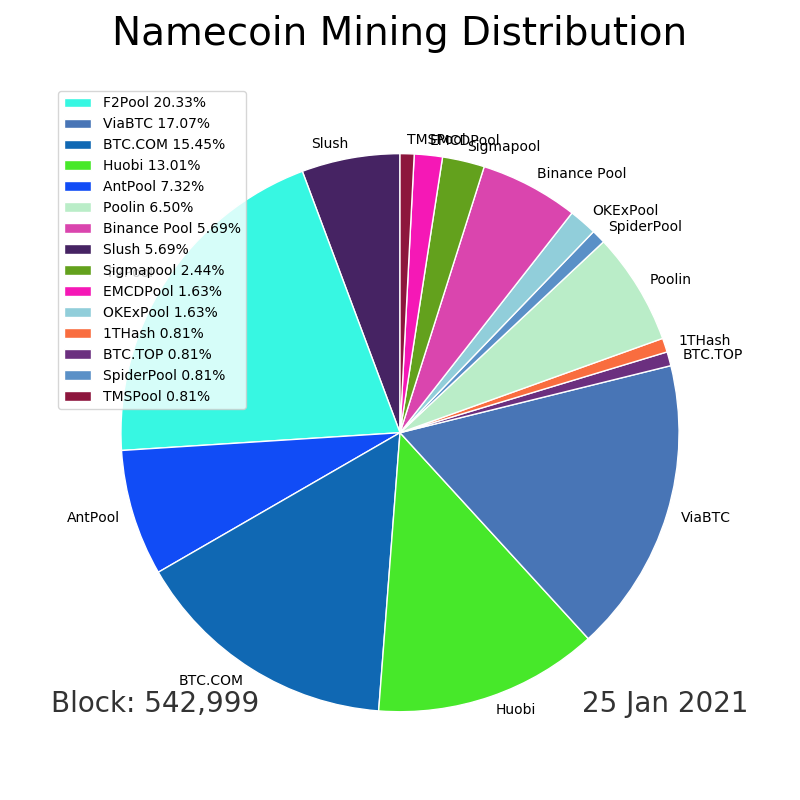 Namecoin Mining Distribution
F2Pool 20.33%
ViaBTC 17.07%
BTC.COM 15.45%
Huobi 13.01%
AntPool 7.32%
Poolin 6.50%
Binance Pool 5.69%
Slush 5.69%
Sigmapool 2.44%
EMCDPool 1.63%
OKExPool 1.63%
1THash 0.81%
BTC.TOP 0.81%
SpiderPool 0.81%
TMSPool 0.81%
Slush
TMSPool
EMCDPool
Sigmapool
Binance Pool
OKExPool
SpiderPool
Poolin
1THash
BTC.TOP
ViaBTC
Huobi
BTC.COM
AntPool
Block: 542,999
25 Jan 2021